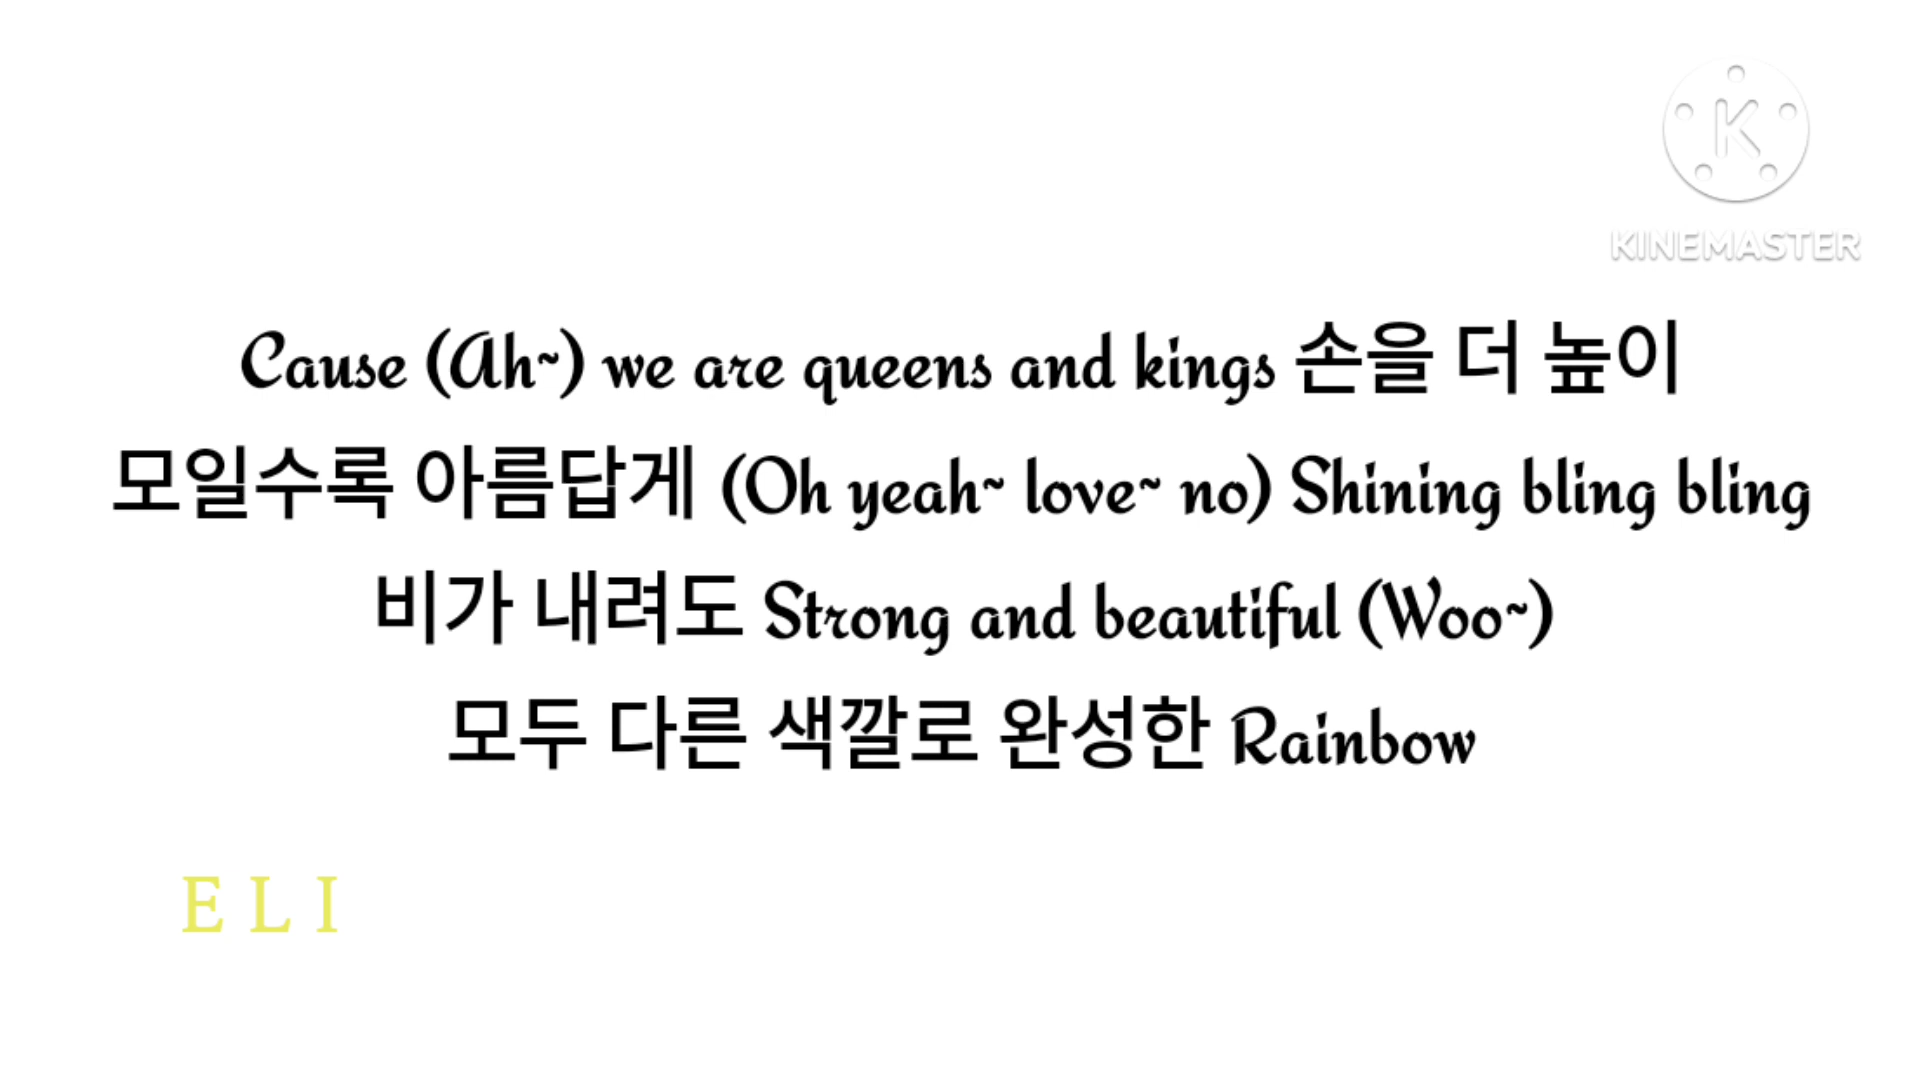 K
KINEMASTER
Cause (Ah~) we are queens and kings 손을 더 높이
모일수록 아름답게 (Oh yeah~ love~ no) Shining bling bling
비가 내려도 Strong and beautiful (Woo~)
모두 다른 색깔로 완성한 Rainbow
E L I